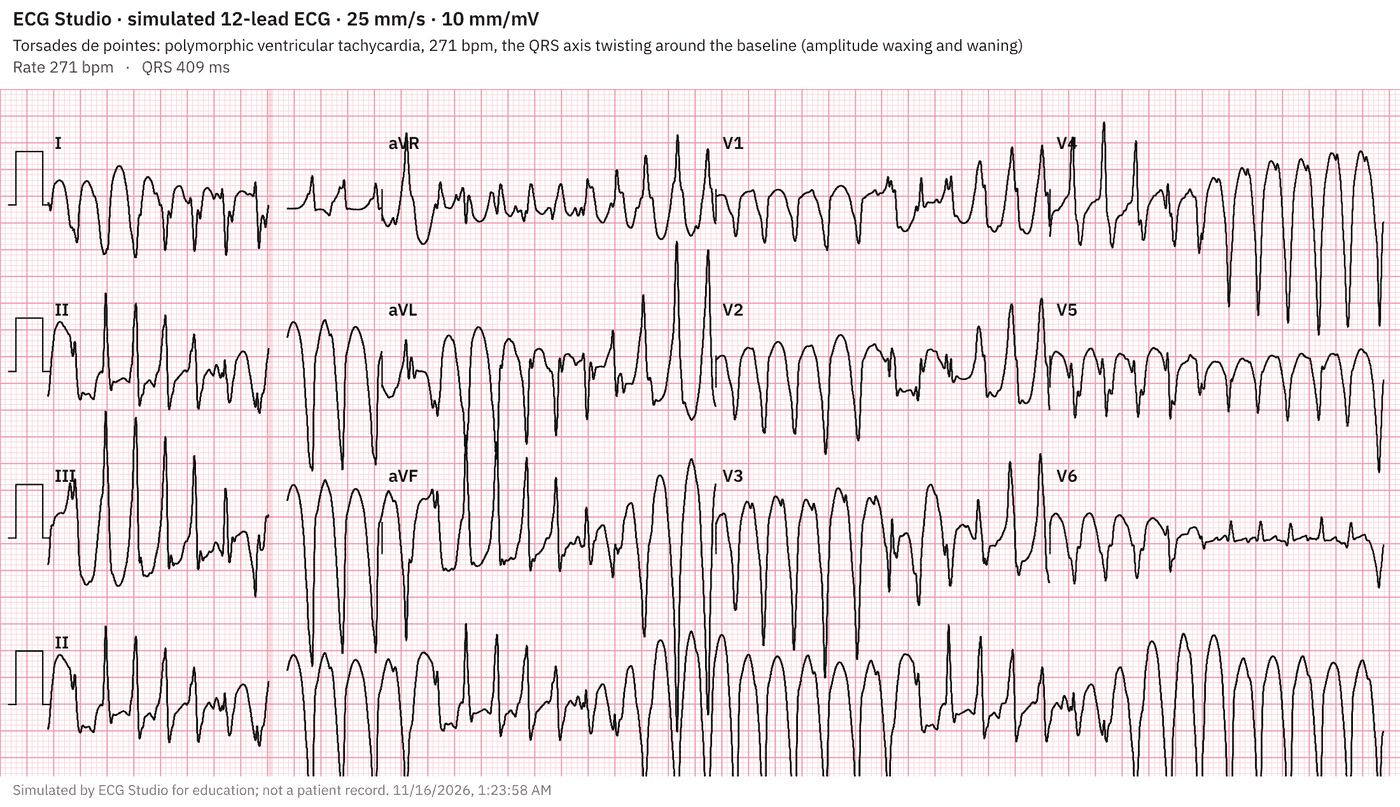 ECG Studio · simulated 12-lead ECG · 25 mm/s · 10 mm/mV
Torsades de pointes: polymorphic ventricular tachycardia, 271 bpm, the QRS axis twisting around the baseline (amplitude waxing and waning)
Rate 271 bpm · QRS 409 ms
I aVR V1 V4
II aVL V2 V5
III aVF V3 V6
II
Simulated by ECG Studio for education; not a patient record. 11/16/2026, 1:23:58 AM